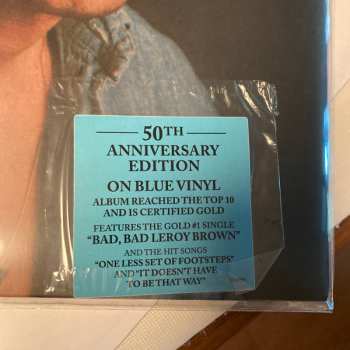 50TH
ANNIVERSARY
EDITION
ON BLUE VINYL
ALBUM REACHED THE TOP 10
AND IS CERTIFIED GOLD
FEATURES THE GOLD #1 SINGLE
"BAD, BAD LEROY BROWN"
AND THE HIT SONGS
"ONE LESS SET OF FOOTSTEPS"
AND "IT DOESN'T HAVE
TO BE THAT WAY"